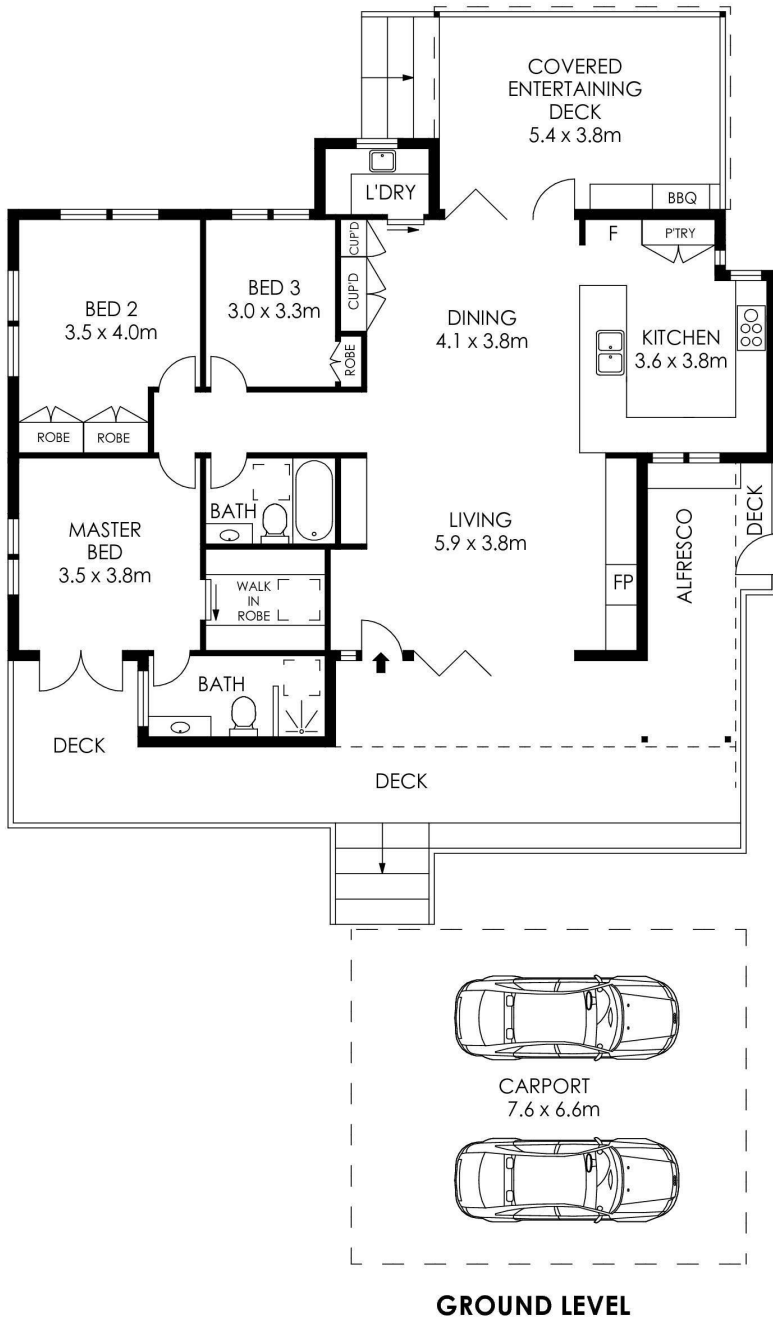 COVERED
ENTERTAINING
DECK
5.4 x 3.8m
L'DRY
BBQ
CUP'D
F
P'TRY
BED 2
3.5 x 4.0m
BED 3
3.0 x 3.3m
CUP'D
DINING
4.1 x 3.8m
KITCHEN
3.6 x 3.8m
ROBE
ROBE
ROBE
MASTER
BED
3.5 x 3.8m
BATH
LIVING
5.9 x 3.8m
ALFRESCO
DECK
WALK
IN
ROBE
FP
BATH
DECK
DECK
CARPORT
7.6 x 6.6m
GROUND LEVEL